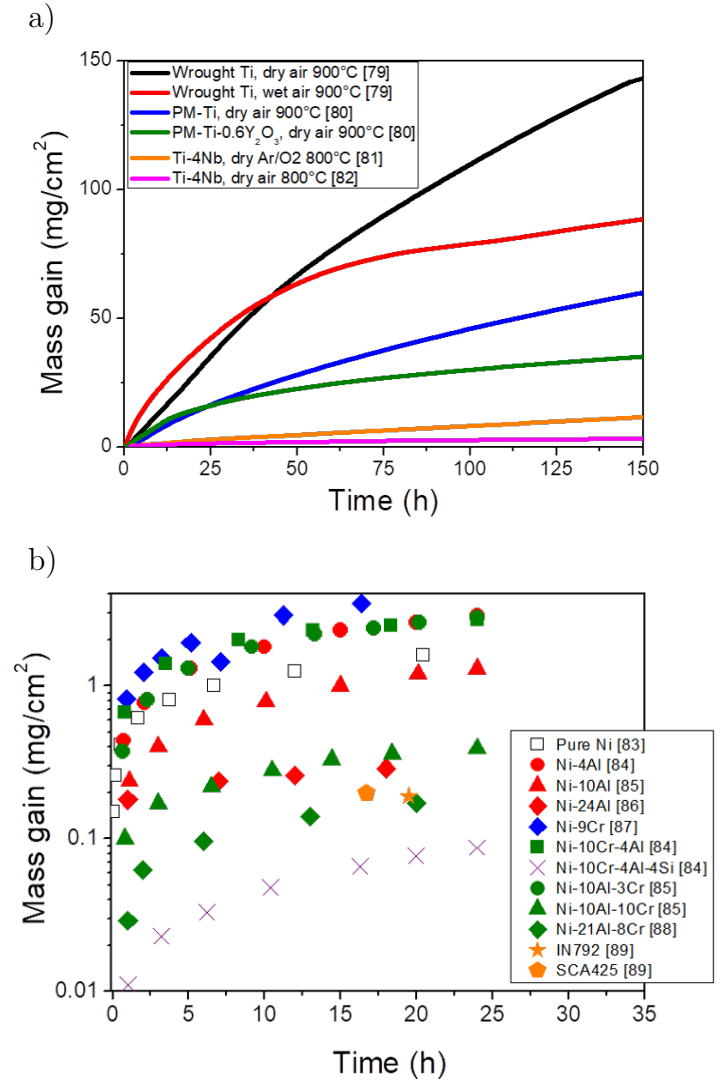 a)
150
100
50
0
Mass gain (mg/cm²)
Wrought Ti, dry air 900°C [79]
Wrought Ti, wet air 900°C [79]
PM-Ti, dry air 900°C [80]
PM-Ti-0.6Y₂O₃, dry air 900°C [80]
Ti-4Nb, dry Ar/O2 800°C [81]
Ti-4Nb, dry air 800°C [82]
0 25 50 75 100 125 150
Time (h)
b)
1
0.1
0.01
Mass gain (mg/cm²)
Pure Ni [83]
Ni-4Al [84]
Ni-10Al [85]
Ni-24Al [86]
Ni-9Cr [87]
Ni-10Cr-4Al [84]
Ni-10Cr-4Al-4Si [84]
Ni-10Al-3Cr [85]
Ni-10Al-10Cr [85]
Ni-21Al-8Cr [88]
IN792 [89]
SCA425 [89]
0 5 10 15 20 25 30 35
Time (h)